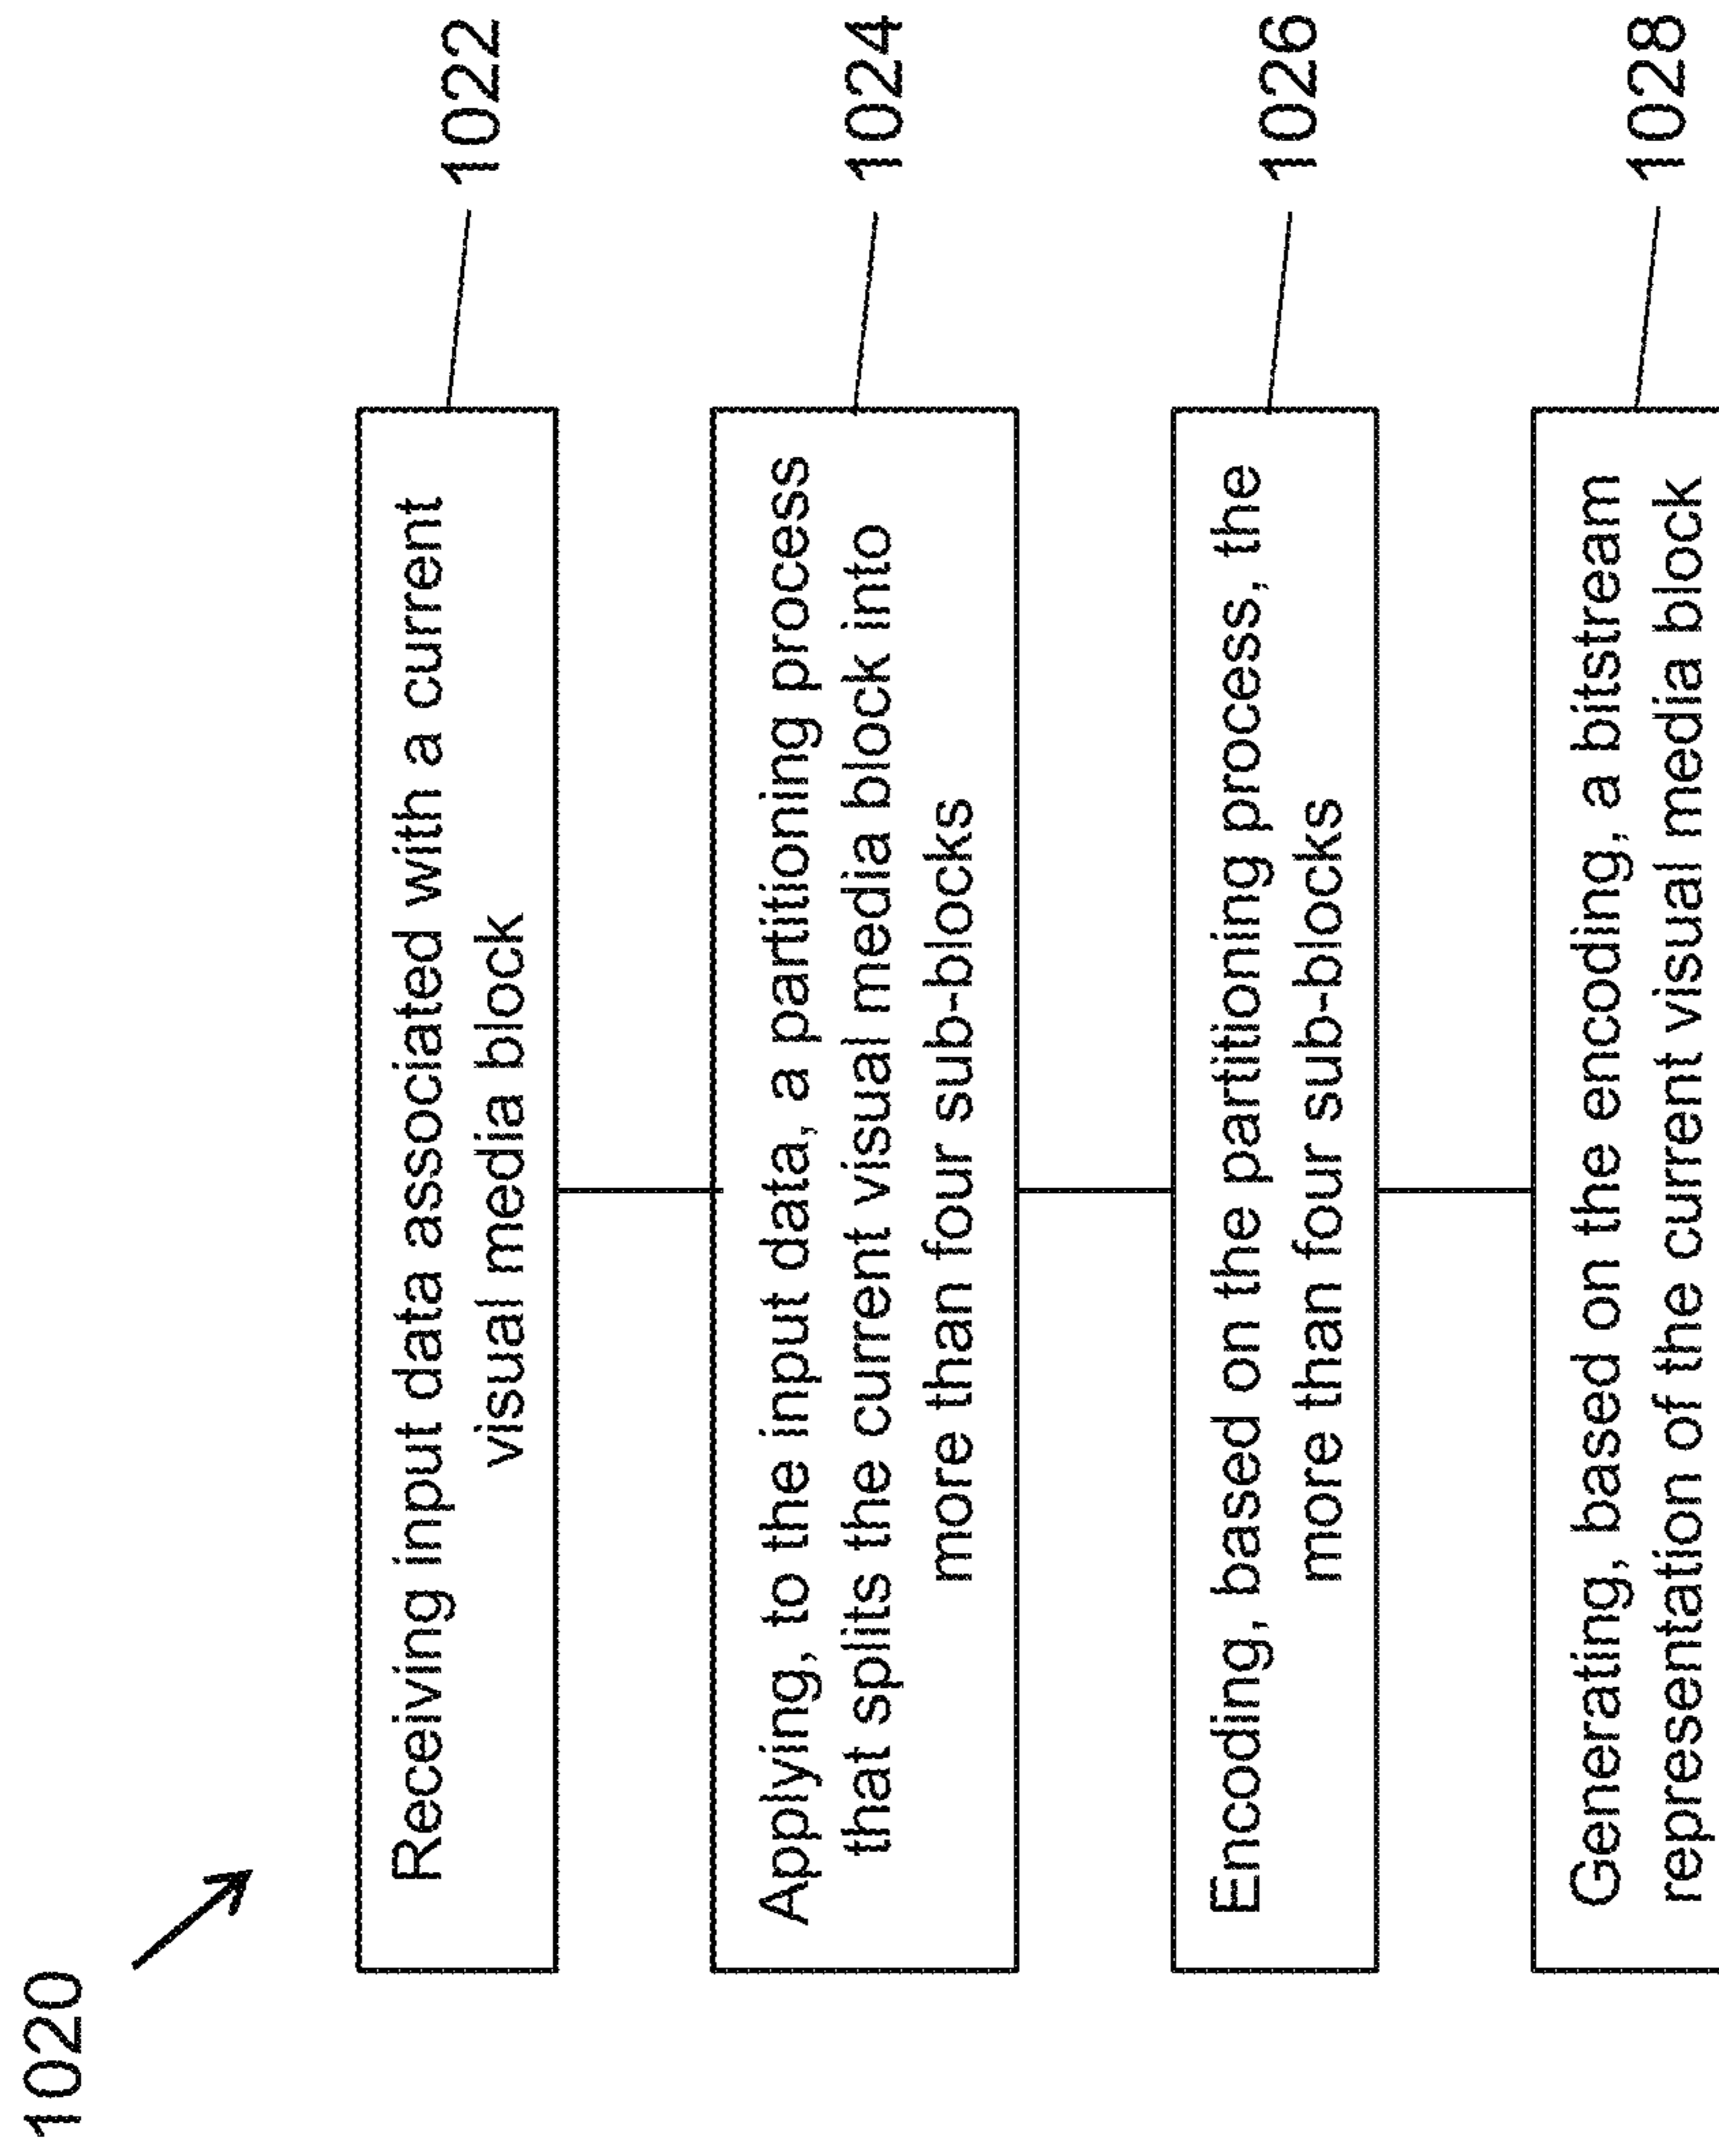 1020
Receiving input data associated with a current
visual media block
1022
Applying, to the input data, a partitioning process
that splits the current visual media block into
more than four sub-blocks
1024
Encoding, based on the partitioning process, the
more than four sub-blocks
1026
Generating, based on the encoding, a bitstream
representation of the current visual media block
1028